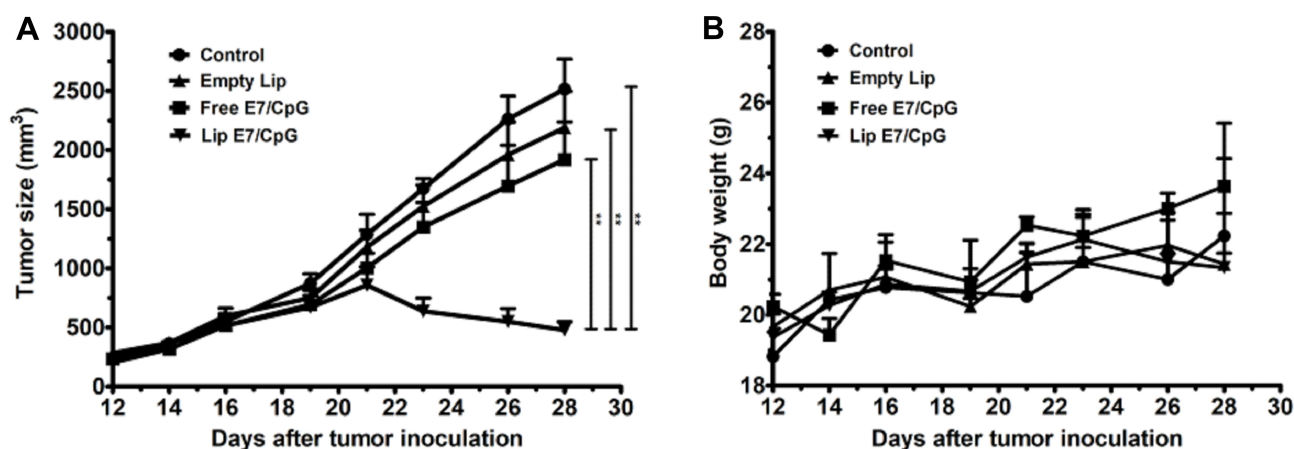 A
3000
2500
2000
1500
1000
500
0
Tumor size (mm3)
Control
Empty Lip
Free E7/CpG
Lip E7/CpG
** ** **
12 14 16 18 20 22 24 26 28 30
Days after tumor inoculation
B
28
26
24
22
20
18
Body weight (g)
Control
Empty Lip
Free E7/CpG
Lip E7/CpG
12 14 16 18 20 22 24 26 28 30
Days after tumor inoculation